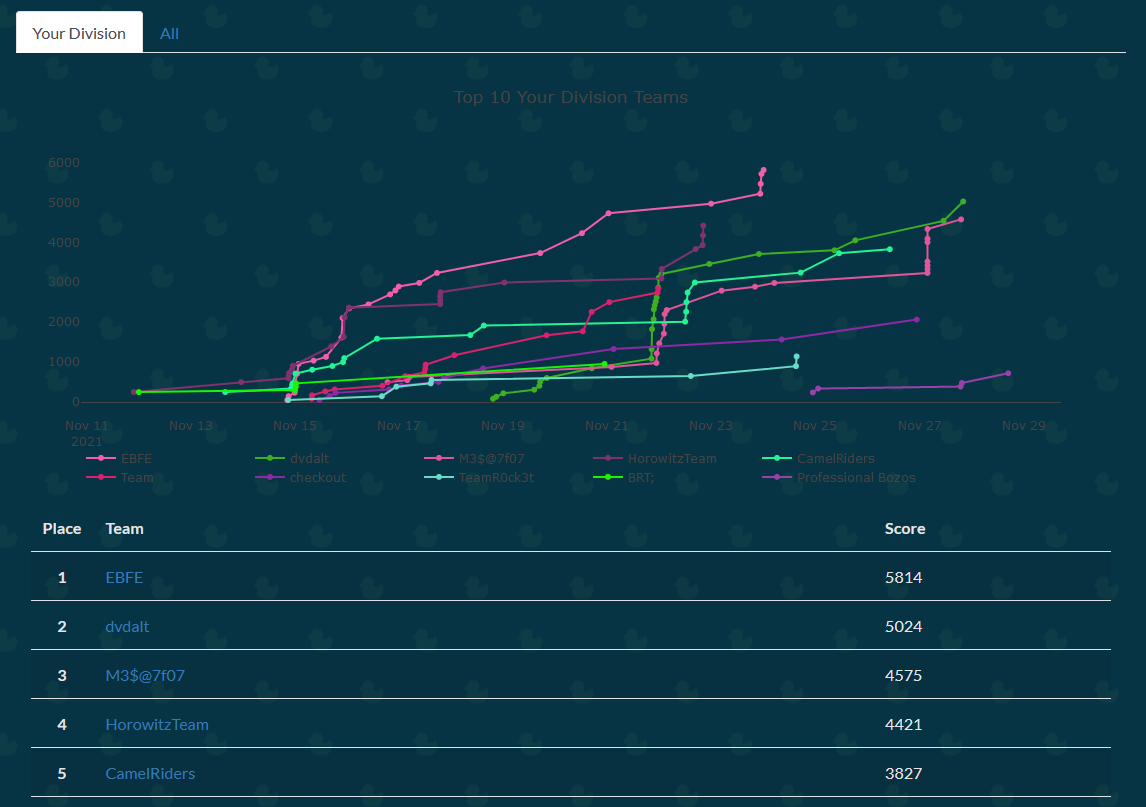 Your Division All
Top 10 Your Division Teams
6000
5000
4000
3000
2000
1000
0
Nov 11 Nov 13 Nov 15 Nov 17 Nov 19 Nov 21 Nov 23 Nov 25 Nov 27 Nov 29
2021
EBFE dvdalt M3$@7f07 HorowitzTeam CamelRiders
Team checkout TeamR0ck3t BRT; Professional Bozos
Place Team Score
1 EBFE 5814
2 dvdalt 5024
3 M3$@7f07 4575
4 HorowitzTeam 4421
5 CamelRiders 3827